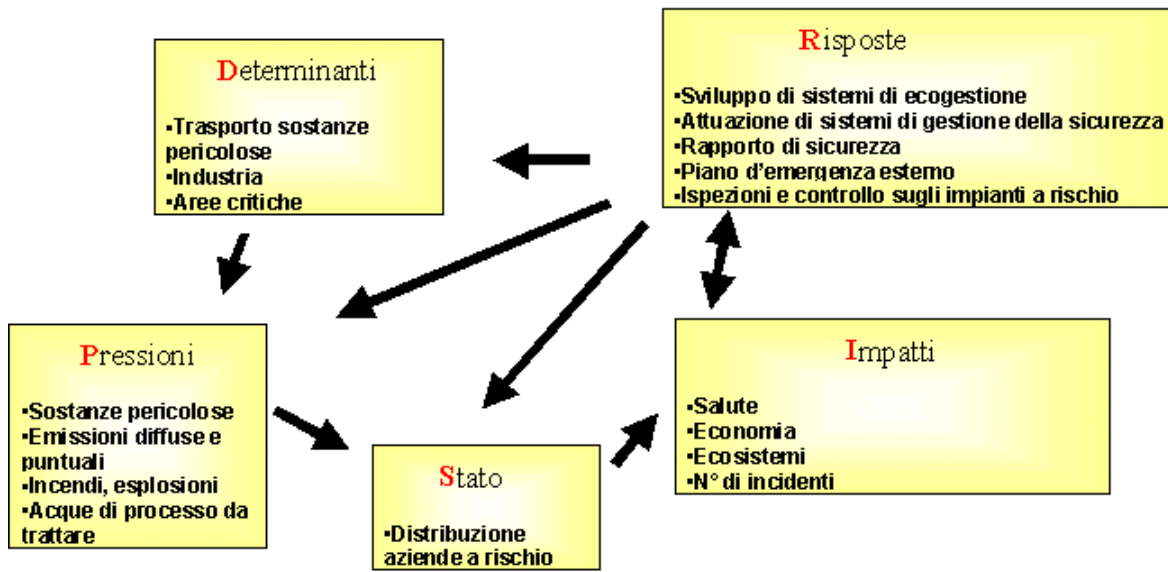 Determinanti
▪Trasporto sostanze
pericolose
▪Industria
▪Aree critiche
Risposte
▪Sviluppo di sistemi di ecogestione
▪Attuazione di sistemi di gestione della sicurezza
▪Rapporto di sicurezza
▪Piano d’emergenza esterno
▪Ispezioni e controllo sugli impianti a rischio
Pressioni
▪Sostanze pericolose
▪Emissioni diffuse e
puntuali
▪Incendi, esplosioni
▪Acque di processo da
trattare
Stato
▪Distribuzione
aziende a rischio
Impatti
▪Salute
▪Economia
▪Ecosistemi
▪N° di incidenti